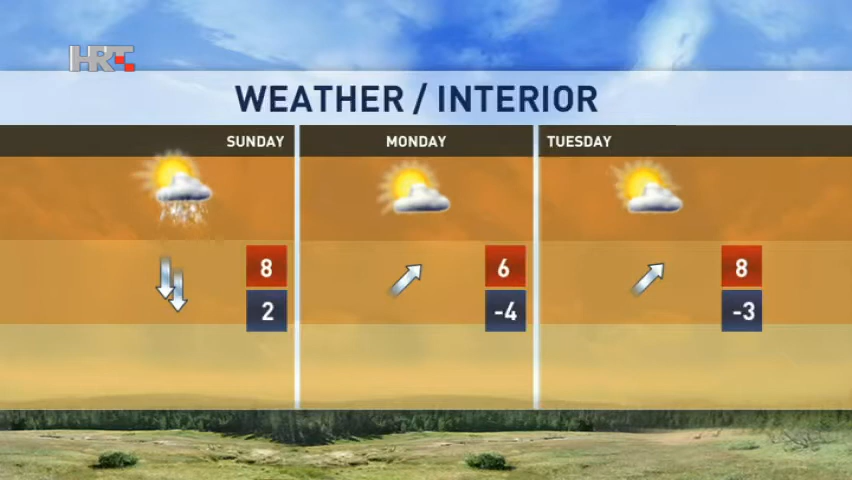 HRT
WEATHER / INTERIOR
SUNDAY
MONDAY
TUESDAY
8
2
6
-4
8
-3